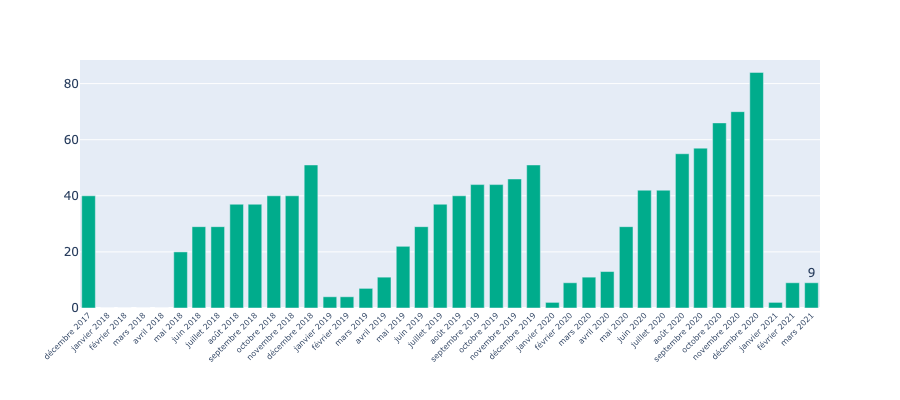 80
60
40
20
0
9
décembre 2017
janvier 2018
février 2018
mars 2018
avril 2018
mai 2018
juin 2018
juillet 2018
août 2018
septembre 2018
octobre 2018
novembre 2018
décembre 2018
janvier 2019
février 2019
mars 2019
avril 2019
mai 2019
juin 2019
juillet 2019
août 2019
septembre 2019
octobre 2019
novembre 2019
décembre 2019
janvier 2020
février 2020
mars 2020
avril 2020
mai 2020
juin 2020
juillet 2020
août 2020
septembre 2020
octobre 2020
novembre 2020
décembre 2020
janvier 2021
février 2021
mars 2021